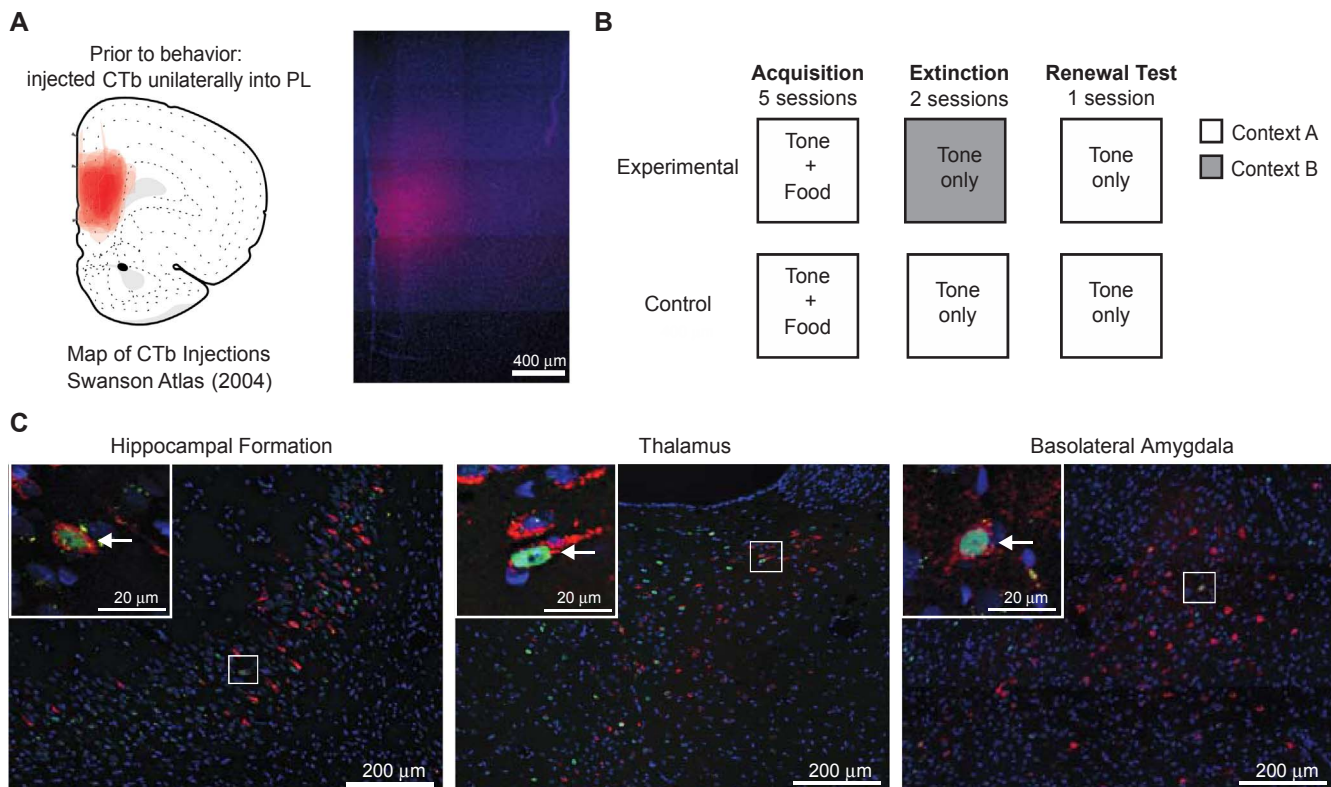 A
Prior to behavior:
injected CTb unilaterally into PL
Map of CTb Injections
Swanson Atlas (2004)
400 μm
B
Acquisition
5 sessions
Extinction
2 sessions
Renewal Test
1 session
Experimental
Tone
+
Food
Tone
only
Tone
only
Context A
Context B
Control
Tone
+
Food
Tone
only
Tone
only
C
Hippocampal Formation
20 μm
200 μm
Thalamus
20 μm
200 μm
Basolateral Amygdala
20 μm
200 μm